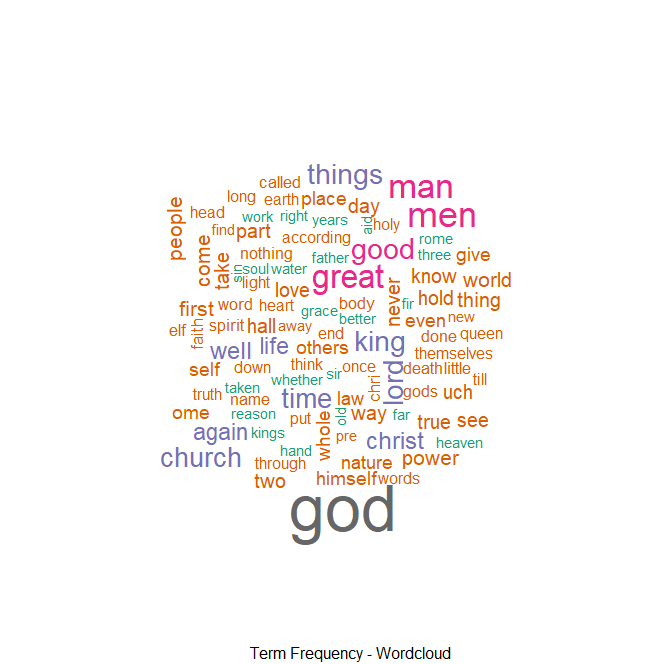 things
called
man
long
earth
place
day
men
people
head
work
right
years
aid
holy
find
part
according
good
rome
come
nothing
father
three
give
take
sin
soul
water
great
know
world
light
love
never
hold
thing
first
word
heart
grace
body
fir
better
even
new
elf
faith
spirit
hall
away
end
king
done
queen
well
life
others
themselves
self
down
think
once
lord
death
little
whether
sir
chri
till
truth
taken
name
time
law
gods
uch
ome
reason
put
old
way
far
true
see
again
kings
whole
pre
christ
heaven
church
hand
through
nature
power
two
himself
words
god
Term Frequency - Wordcloud